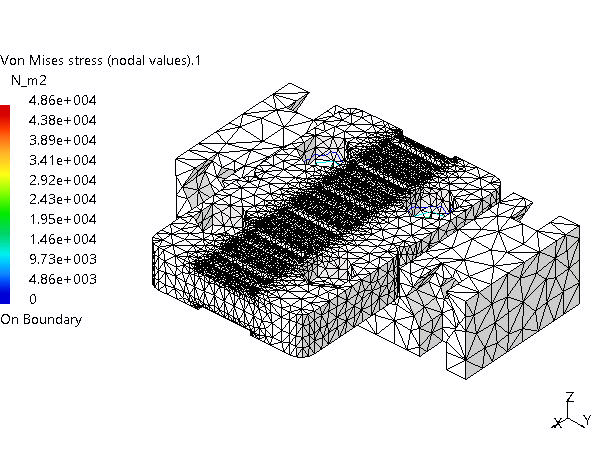 Von Mises stress (nodal values).1
N_m2
4.86e+004
4.38e+004
3.89e+004
3.41e+004
2.92e+004
2.43e+004
1.95e+004
1.46e+004
9.73e+003
4.86e+003
0
On Boundary
Z
X
Y